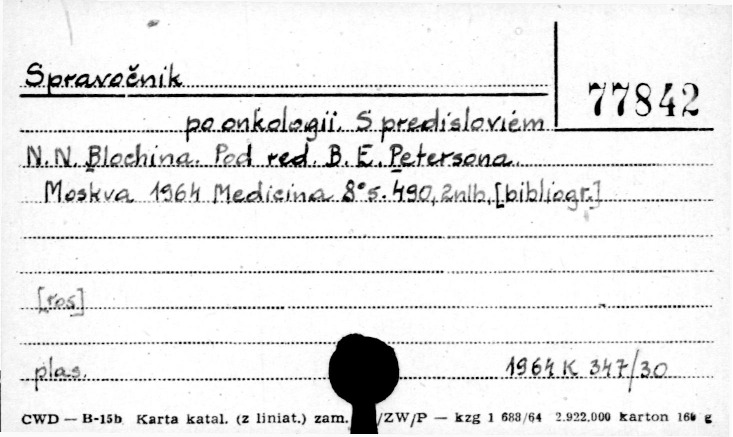 Spravočnik
77842
po onkologii. S predisloviém
N.N. Blochina. Pod red. B.E. Petersona.
Moskva 1964 Medicina 8° s. 490, 2nlb, [bibliogr.]
[ros]
plas. 1964 K 347/30
CWD — B-15b Karta katal. (z liniat.) zam. /ZW/P — kzg 1 688/64 2.922.000 karton 160 g